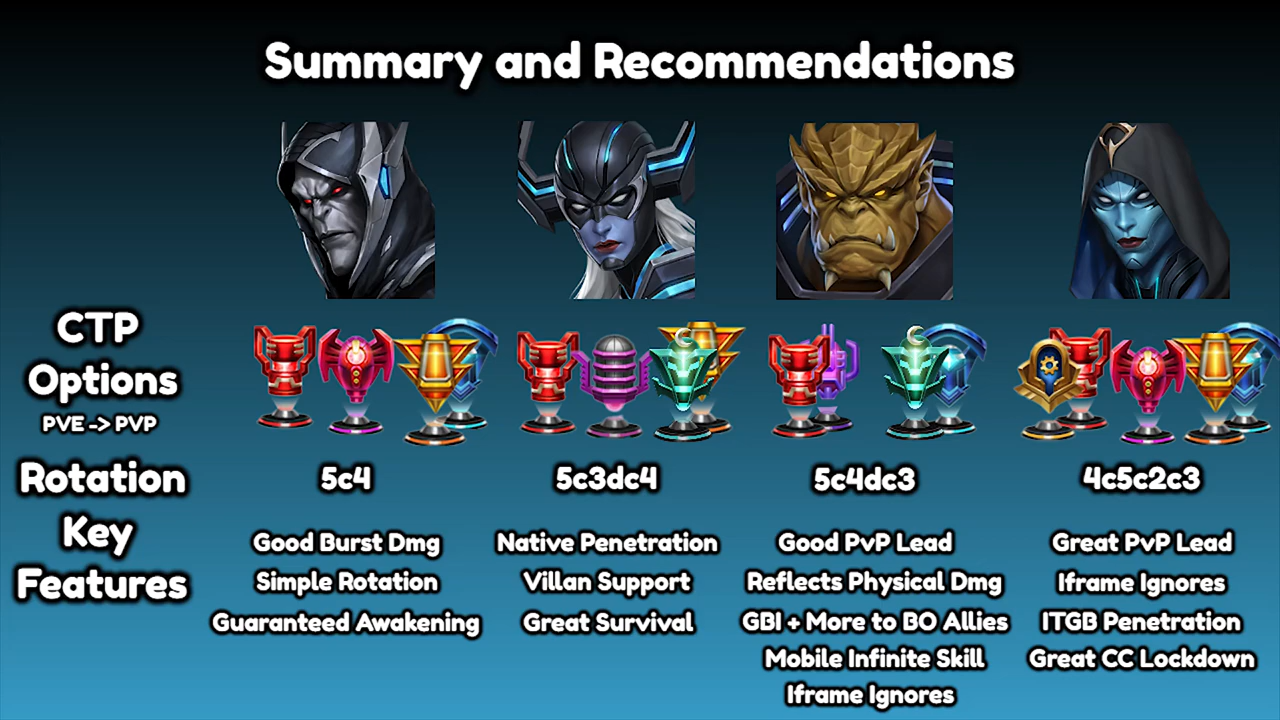 Summary and Recommendations
CTP
Options
PVE -> PVP
Rotation
5c4
5c3dc4
5c4dc3
4c5c2c3
Key
Features
Good Burst Dmg
Simple Rotation
Guaranteed Awakening
Native Penetration
Villan Support
Great Survival
Good PvP Lead
Reflects Physical Dmg
GBI + More to BO Allies
Mobile Infinite Skill
Iframe Ignores
Great PvP Lead
Iframe Ignores
ITGB Penetration
Great CC Lockdown